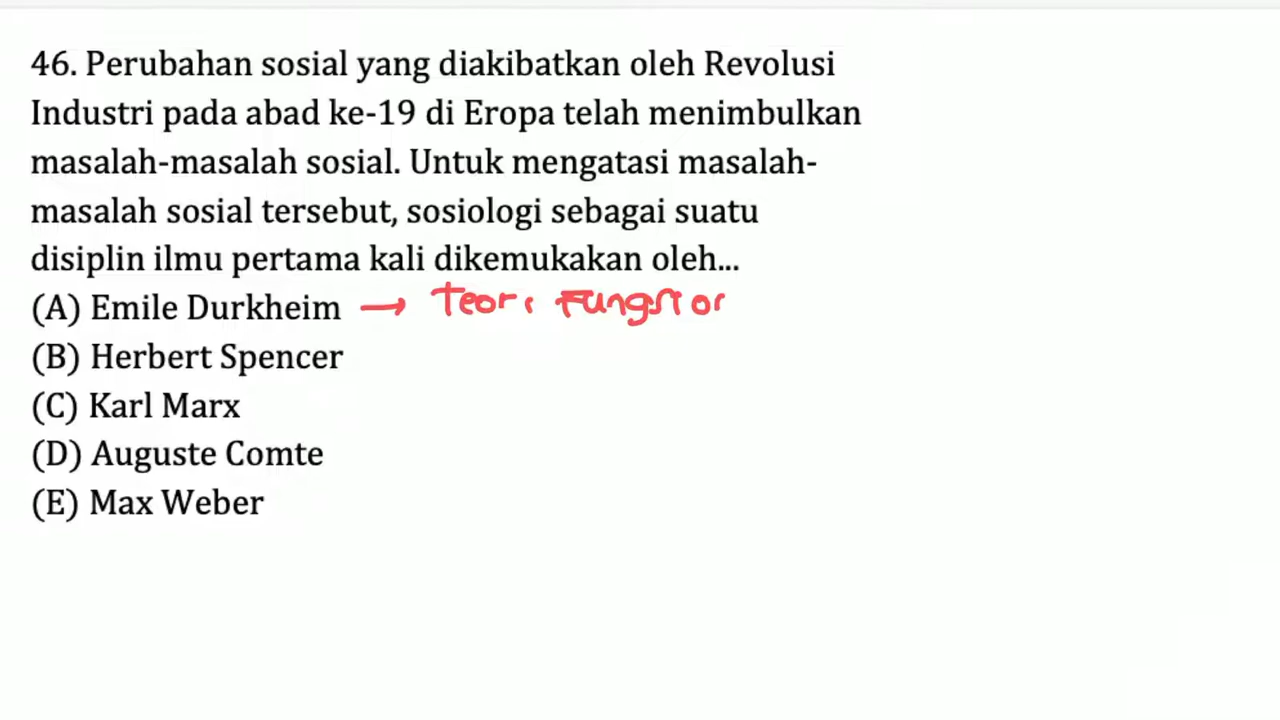 46. Perubahan sosial yang diakibatkan oleh Revolusi
Industri pada abad ke-19 di Eropa telah menimbulkan
masalah-masalah sosial. Untuk mengatasi masalah-
masalah sosial tersebut, sosiologi sebagai suatu
disiplin ilmu pertama kali dikemukakan oleh...
(A) Emile Durkheim → Teori
(B) Herbert Spencer
(C) Karl Marx
(D) Auguste Comte
(E) Max Weber